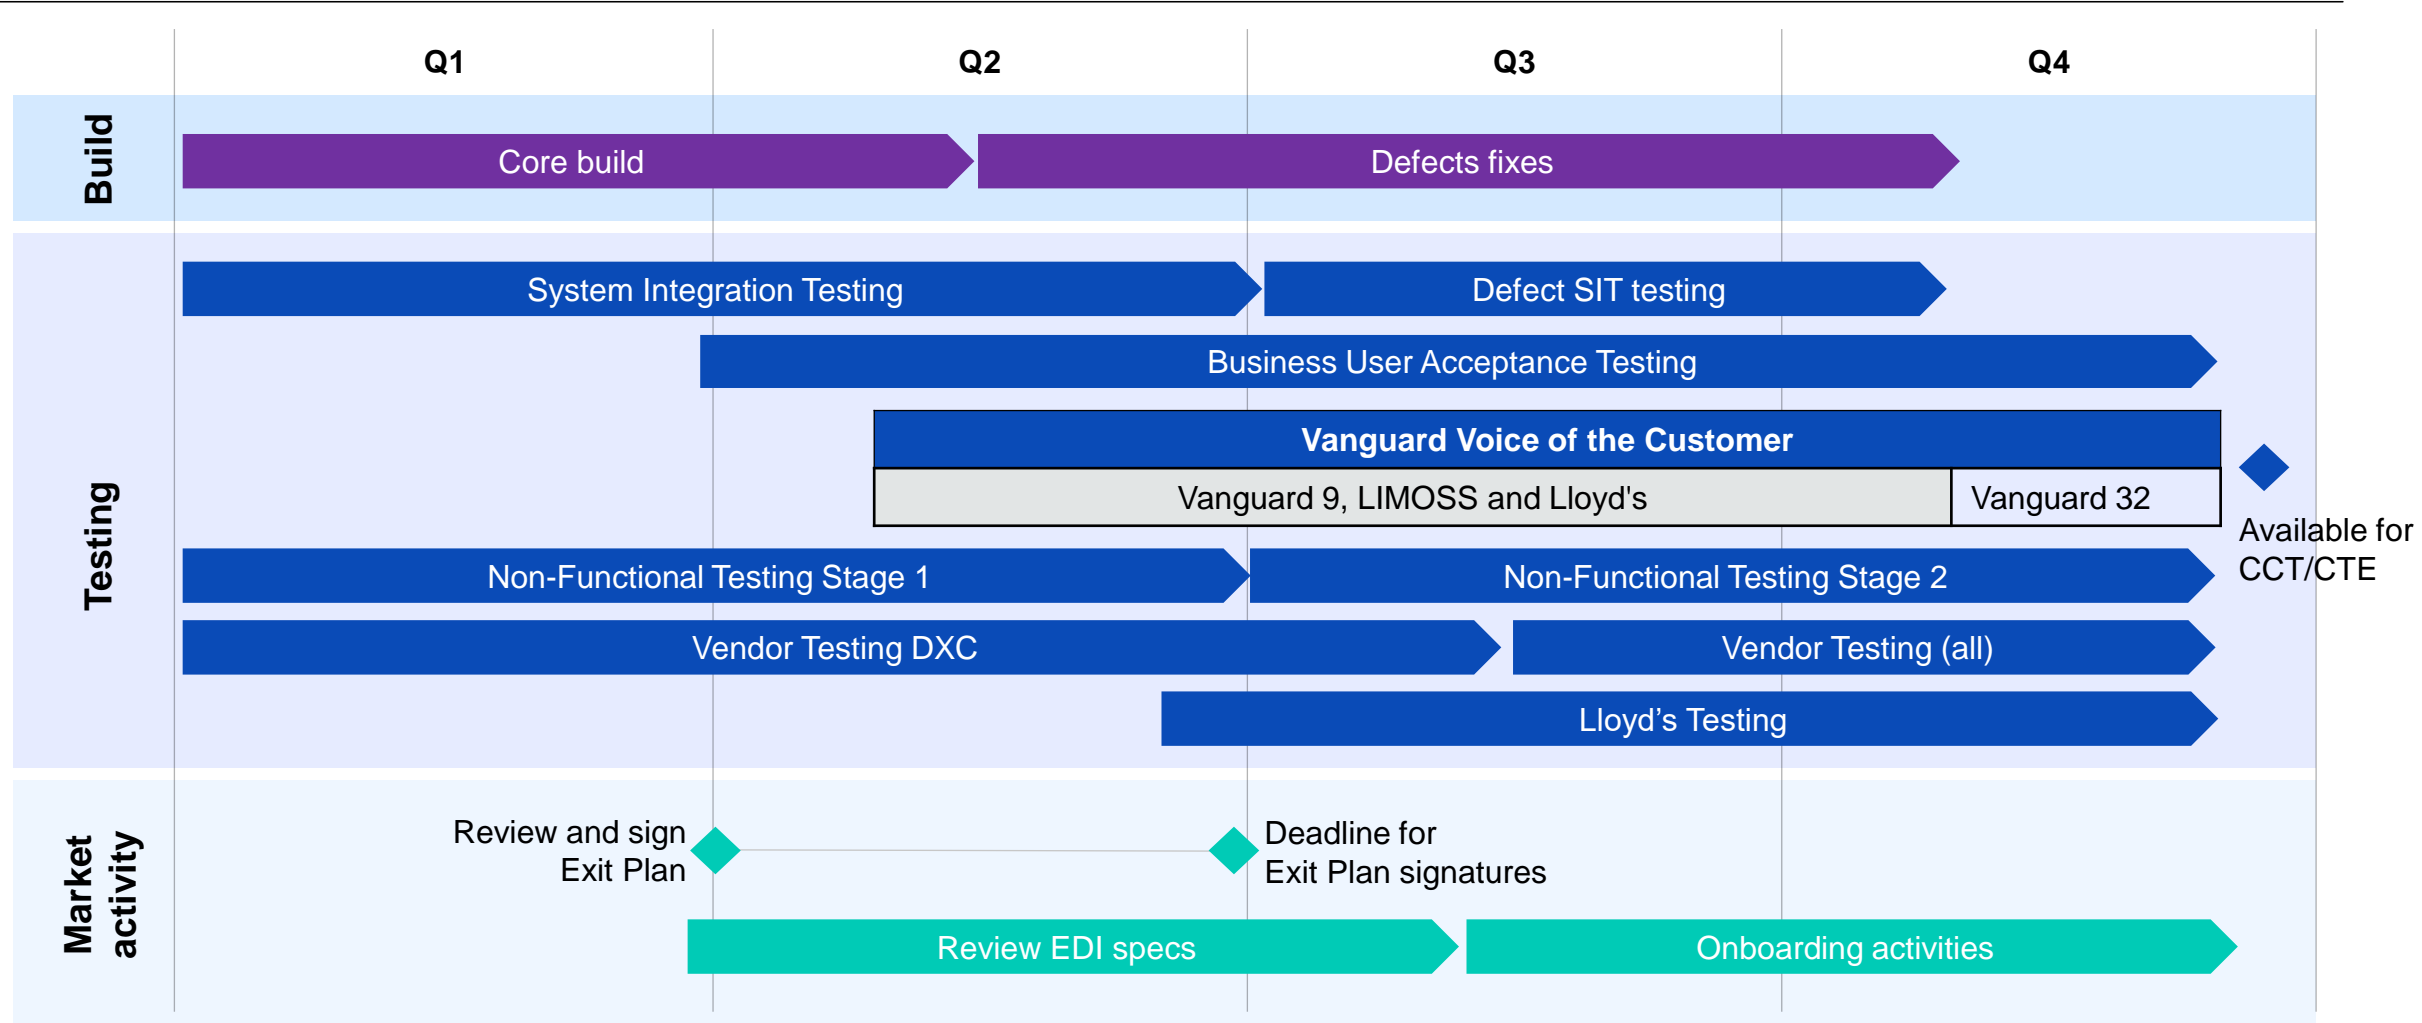 Q1
Q2
Q3
Q4
Build
Core build
Defects fixes
Testing
System Integration Testing
Defect SIT testing
Business User Acceptance Testing
Vanguard Voice of the Customer
Vanguard 9, LIMOSS and Lloyd's
Vanguard 32
Available for
CCT/CTE
Non-Functional Testing Stage 1
Non-Functional Testing Stage 2
Vendor Testing DXC
Vendor Testing (all)
Lloyd’s Testing
Market
activity
Review and sign
Exit Plan
Deadline for
Exit Plan signatures
Review EDI specs
Onboarding activities